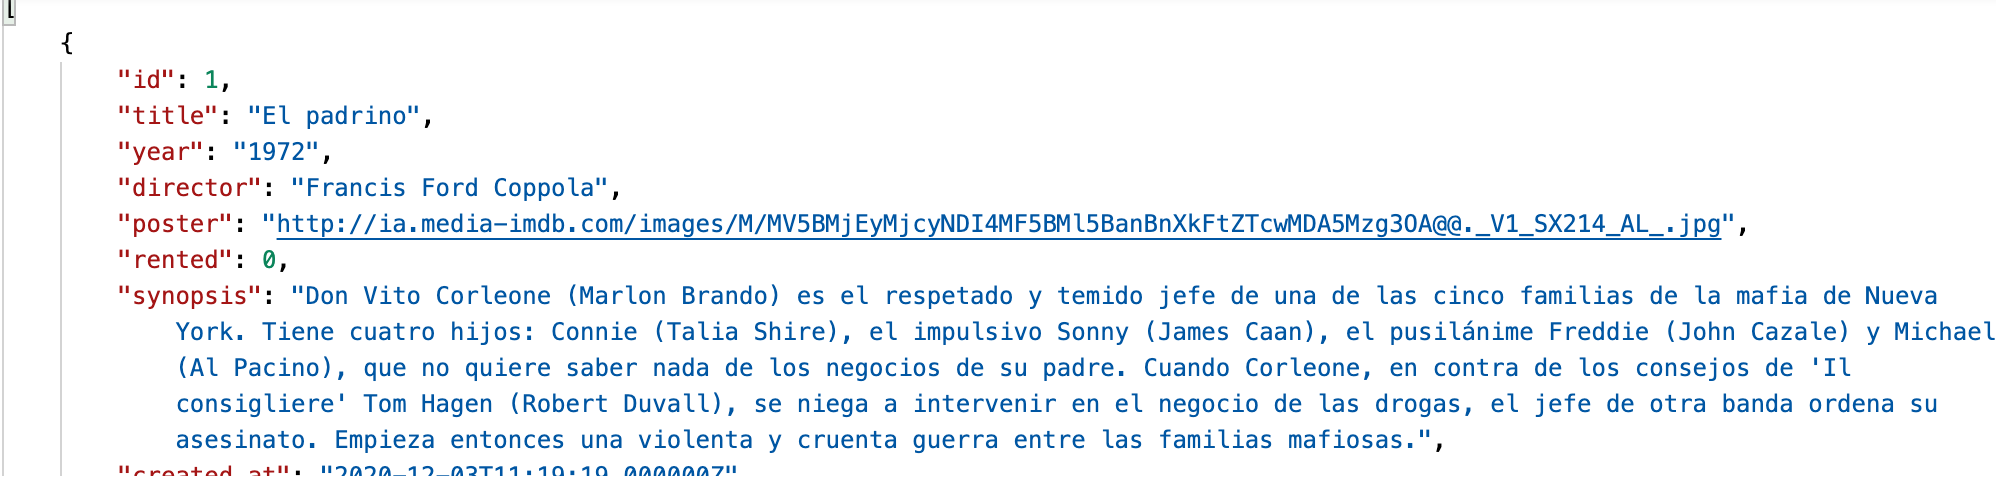 [
{
"id": 1,
"title": "El padrino",
"year": "1972",
"director": "Francis Ford Coppola",
"poster": "http://ia.media-imdb.com/images/M/MV5BMjEyMjcyNDI4MF5BMl5BanBnXkFtZTcwMDA5Mzg3OA@@._V1_SX214_AL_.jpg",
"rented": 0,
"synopsis": "Don Vito Corleone (Marlon Brando) es el respetado y temido jefe de una de las cinco familias de la mafia de Nueva
York. Tiene cuatro hijos: Connie (Talia Shire), el impulsivo Sonny (James Caan), el pusilánime Freddie (John Cazale) y Michael
(Al Pacino), que no quiere saber nada de los negocios de su padre. Cuando Corleone, en contra de los consejos de 'Il
consigliere' Tom Hagen (Robert Duvall), se niega a intervenir en el negocio de las drogas, el jefe de otra banda ordena su
asesinato. Empieza entonces una violenta y cruenta guerra entre las familias mafiosas.",
"created_at": "2020-12-03T11:19:19.000000Z"